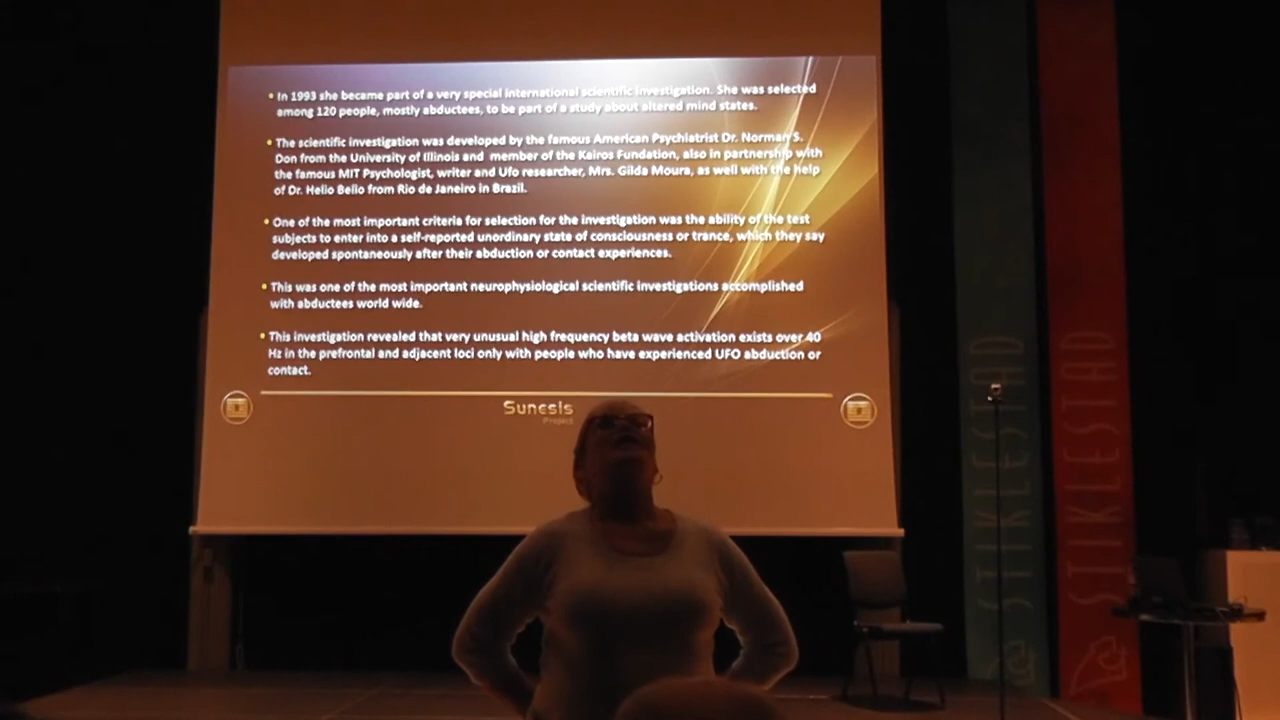 • In 1993 she became part of a very special international scientific investigation. She was selected
among 120 people, mostly abductees, to be part of a study about altered mind states.
• The scientific investigation was developed by the famous American Psychiatrist Dr. Norman S.
Don from the University of Illinois and member of the Kairos Foundation, also in partnership with
the famous MIT Psychologist, writer and Ufo researcher, Mrs. Gilda Moura, as well with the help
of Dr. Helio Bello from Rio de Janeiro in Brazil.
• One of the most important criteria for selection for the investigation was the ability of the test
subjects to enter into a self-reported unordinary state of consciousness or trance, which they say
developed spontaneously after their abduction or contact experiences.
• This was one of the most important neurophysiological scientific investigations accomplished
with abductees world wide.
• This investigation revealed that very unusual high frequency beta wave activation exists over 40
Hz in the prefrontal and adjacent loci only with people who have experienced UFO abduction or
contact.
Sunesis
Project
STIKLESTAD
STIKLESTAD